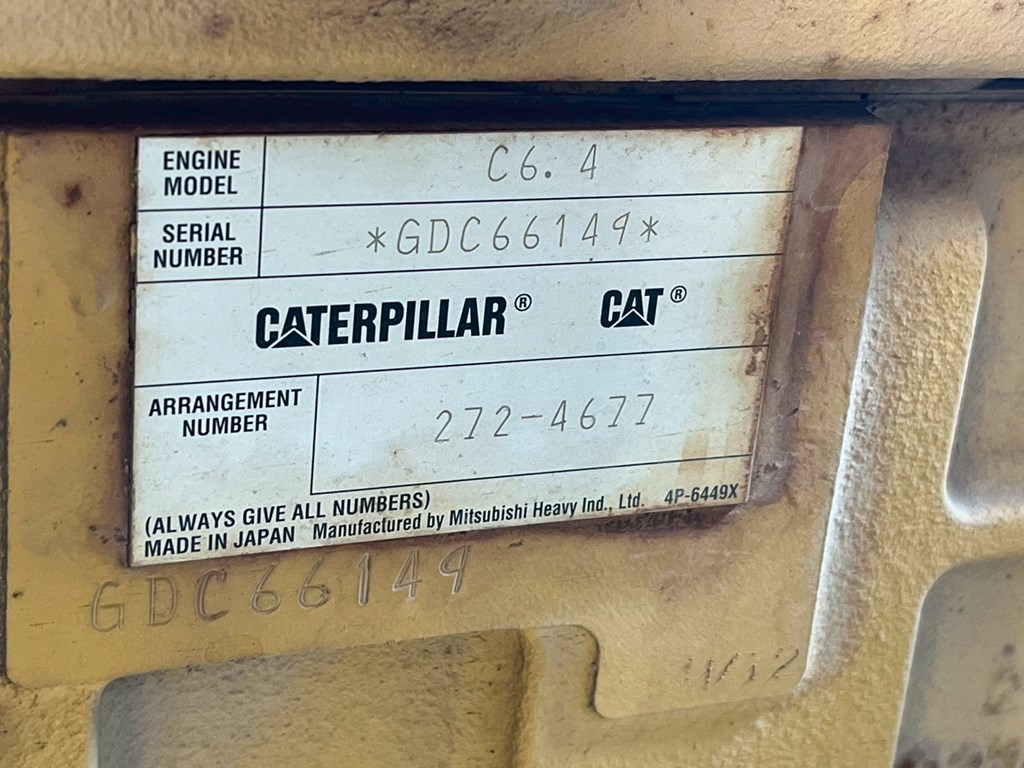 ENGINE MODEL C6.4
SERIAL NUMBER *GDC66149*
CATERPILLAR® CAT®
ARRANGEMENT NUMBER 272-4677
(ALWAYS GIVE ALL NUMBERS)
MADE IN JAPAN Manufactured by Mitsubishi Heavy Ind., Ltd. 4P-6449X
GDC66149